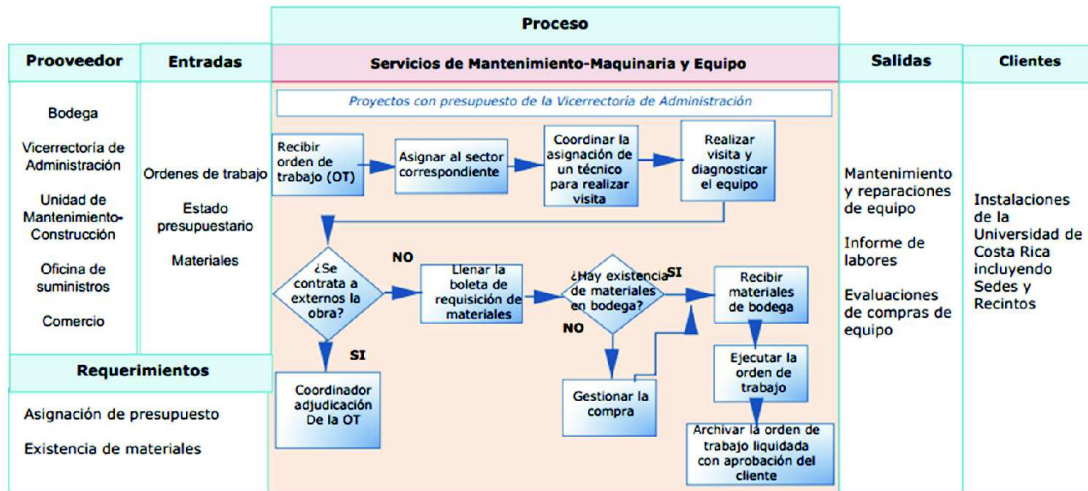 Proceso
Prooveedor
Entradas
Servicios de Mantenimiento-Maquinaria y Equipo
Salidas
Clientes
Bodega
Vicerrectoría de
Administración
Unidad de
Mantenimiento-
Construcción
Oficina de
suministros
Comercio
Ordenes de trabajo
Estado
presupuestario
Materiales
Proyectos con presupuesto de la Vicerrectoría de Administración
Recibir
orden de
trabajo (OT)
Asignar al sector
correspondiente
Coordinar la
asignación de
un técnico
para realizar
visita
Realizar
visita y
diagnosticar
el equipo
¿Se
contrata a
externos la
obra?
NO
SI
Llenar la
boleta de
requisición de
materiales
¿Hay existencia
de materiales
en bodega?
SI
NO
Recibir
materiales
de bodega
Coordinador
adjudicación
De la OT
Gestionar la
compra
Ejecutar la
orden de
trabajo
Archivar la orden de
trabajo liquidada
con aprobación del
cliente
Mantenimiento
y reparaciones
de equipo
Informe de
labores
Evaluaciones
de compras de
equipo
Instalaciones
de la
Universidad de
Costa Rica
incluyendo
Sedes y
Recintos
Requerimientos
Asignación de presupuesto
Existencia de materiales